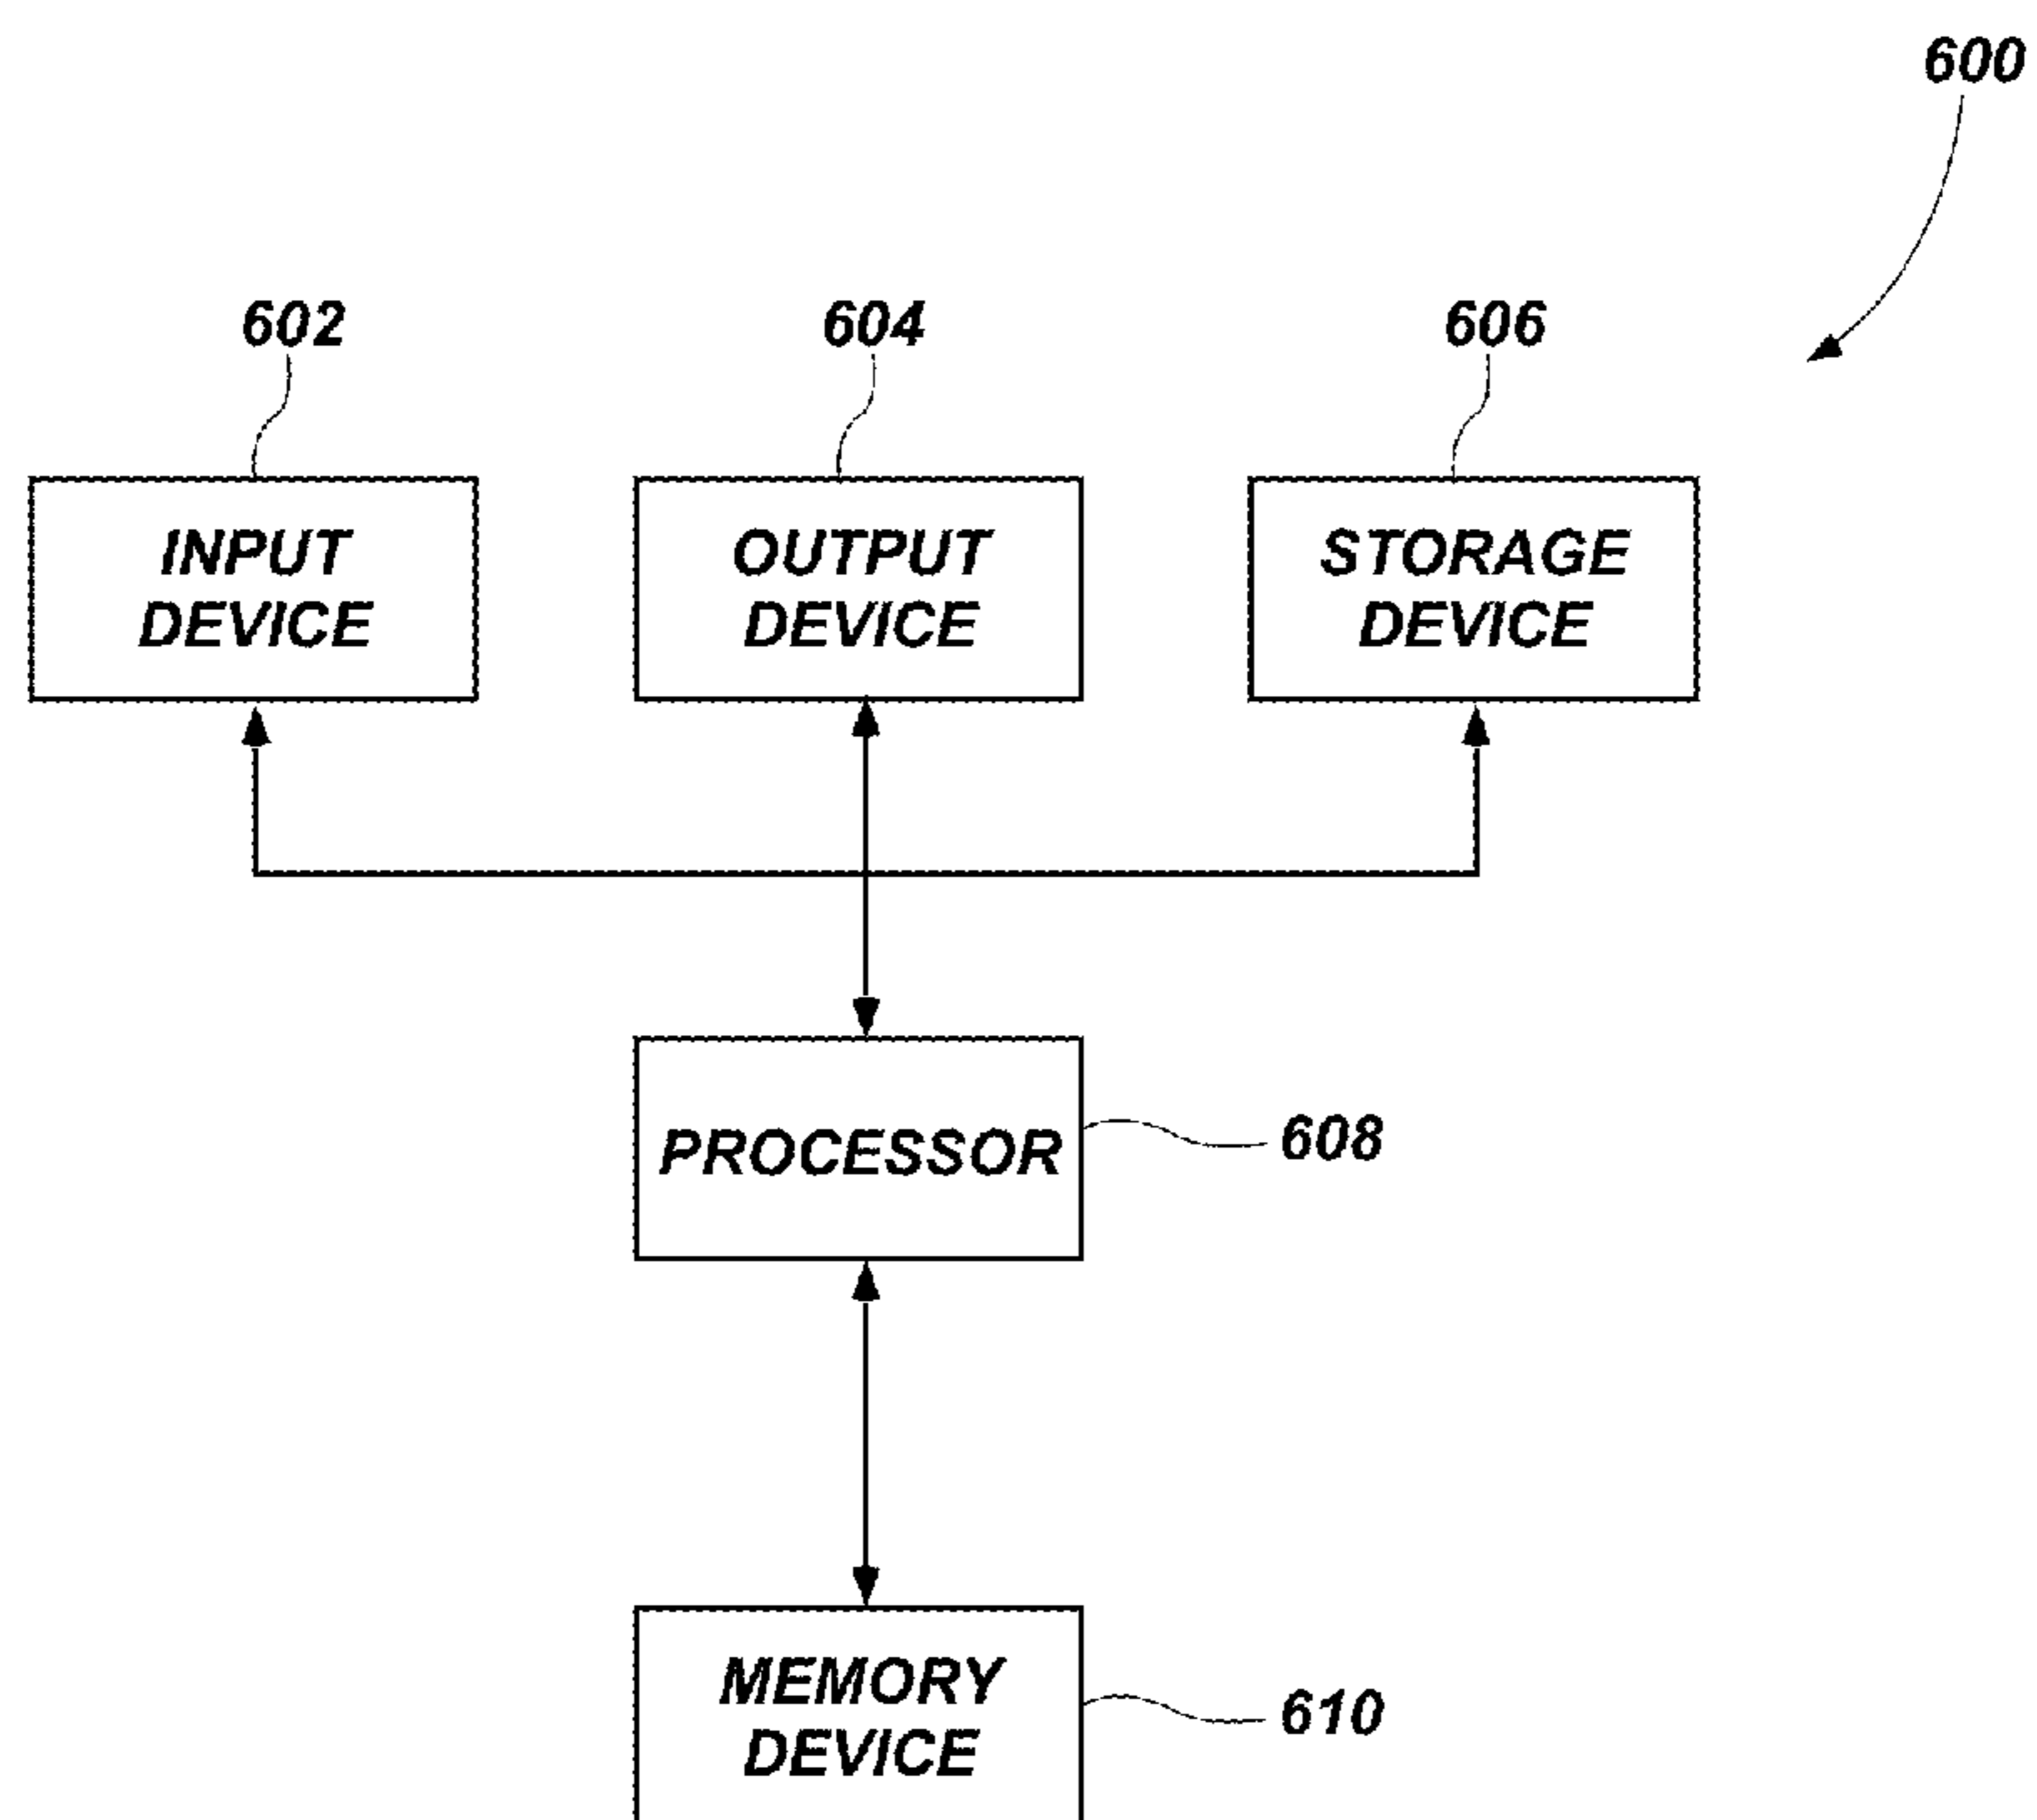 600
602
604
606
INPUT
DEVICE
OUTPUT
DEVICE
STORAGE
DEVICE
PROCESSOR
608
MEMORY
DEVICE
610